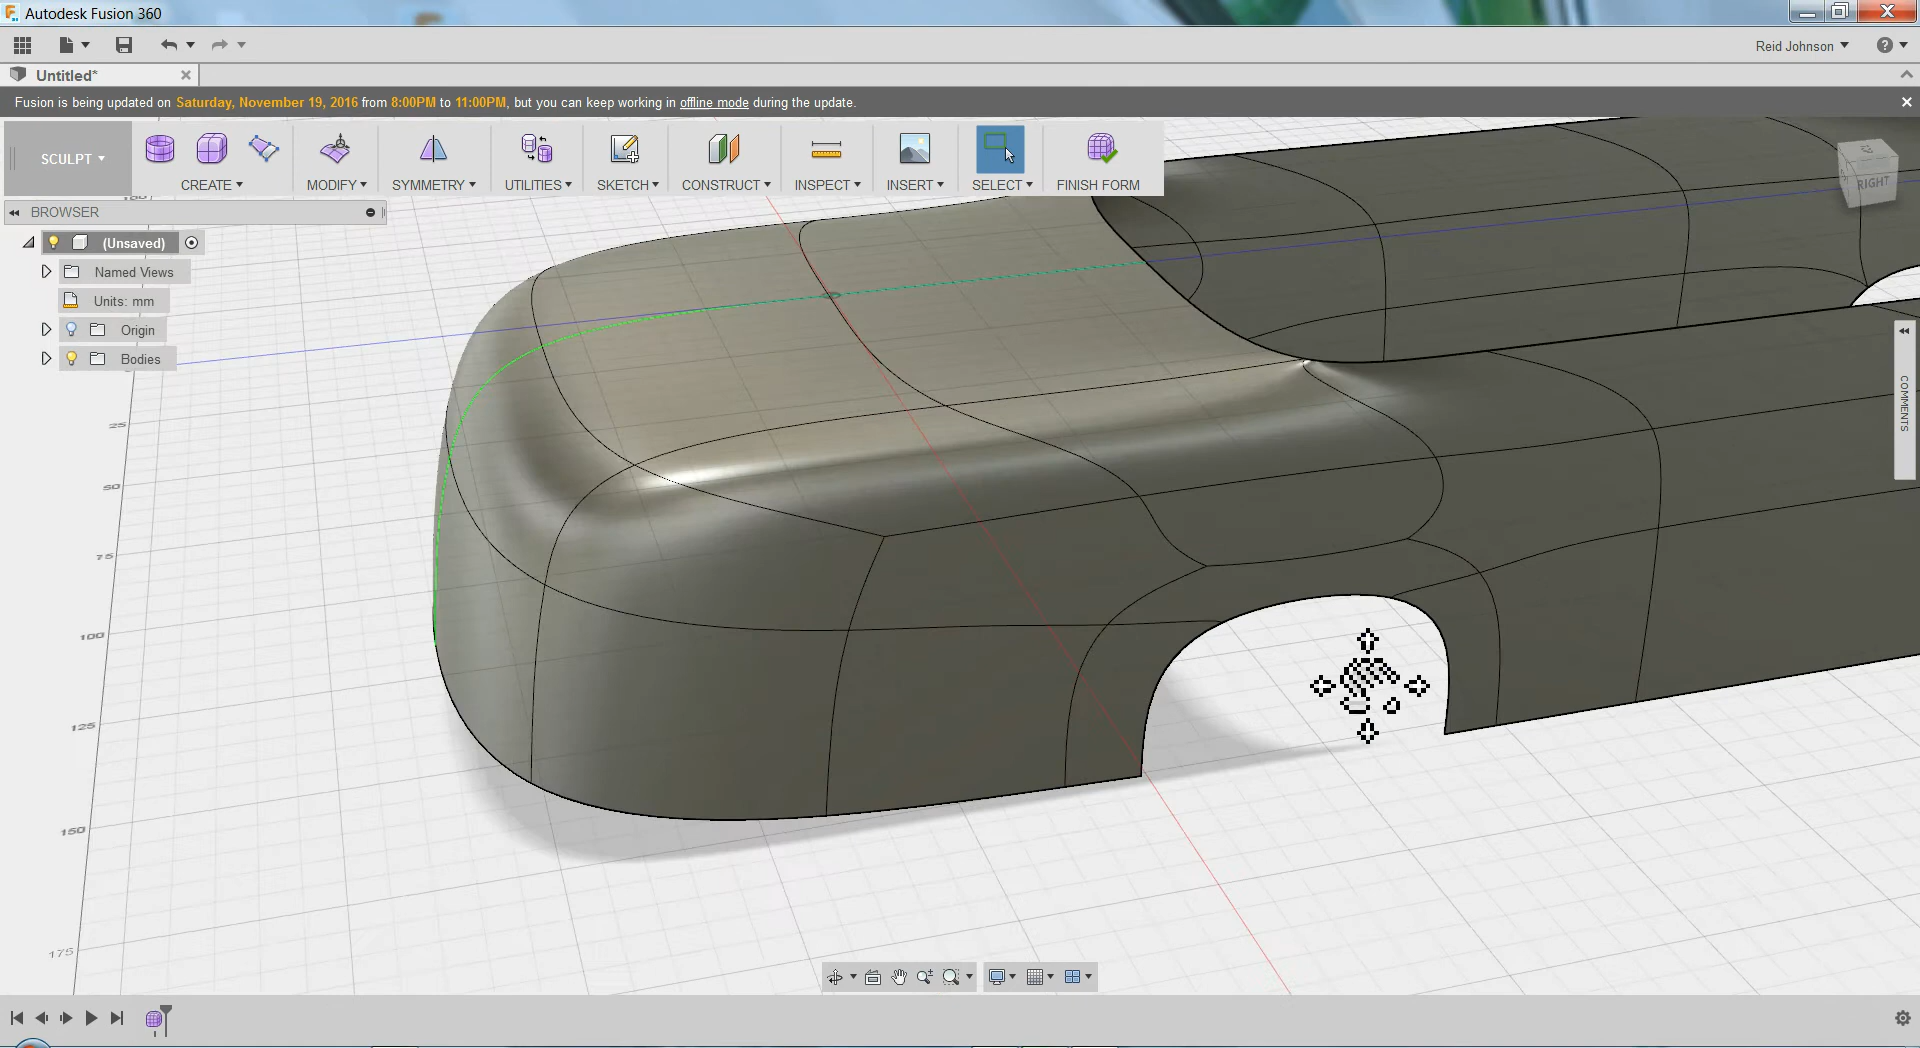 Autodesk Fusion 360
Reid Johnson
Untitled*
Fusion is being updated on Saturday, November 19, 2016 from 8:00PM to 11:00PM, but you can keep working in offline mode during the update.
SCULPT
CREATE
MODIFY
SYMMETRY
UTILITIES
SKETCH
CONSTRUCT
INSPECT
INSERT
SELECT
FINISH FORM
RIGHT
BROWSER
(Unsaved)
Named Views
Units: mm
Origin
Bodies
COMMENTS
25
50
75
100
125
150
175